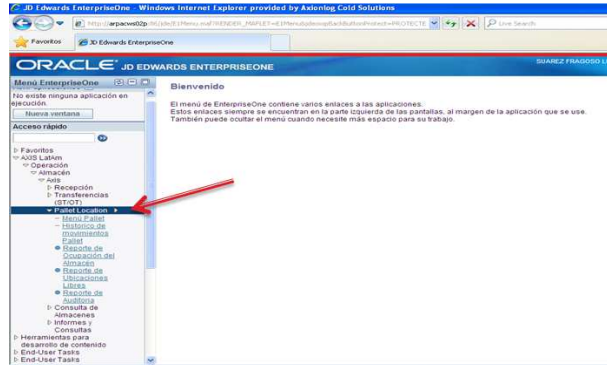 JD Edwards EnterpriseOne - Windows Internet Explorer provided by Axionlog Cold Solutions
Live Search
Favoritos
JD Edwards EnterpriseOne
ORACLE JD EDWARDS ENTERPRISEONE
SUAREZ FRAGOSO
Menú EnterpriseOne
No existe ninguna aplicación en
ejecución.
Nueva ventana
Acceso rápido
Favoritos
AXIS LatAm
Operación
Almacén
Axis
Recepción
Transferencias
(ST/OT)
Pallet Location
Menú Pallet
Histórico de
movimientos
Pallet
Reporte de
Ocupación del
Almacén
Reporte de
Ubicaciones
Libres
Reporte de
Auditoria
Consulta de
Almacenes
Informes y
Consultas
Herramientas para
desarrollo de contenido
End-User Tasks
End-User Tasks
Bienvenido
El menú de EnterpriseOne contiene varios enlaces a las aplicaciones.
Estos enlaces siempre se encuentran en la parte izquierda de las pantallas, al margen de la aplicación que se use.
También puede ocultar el menú cuando necesite más espacio para su trabajo.